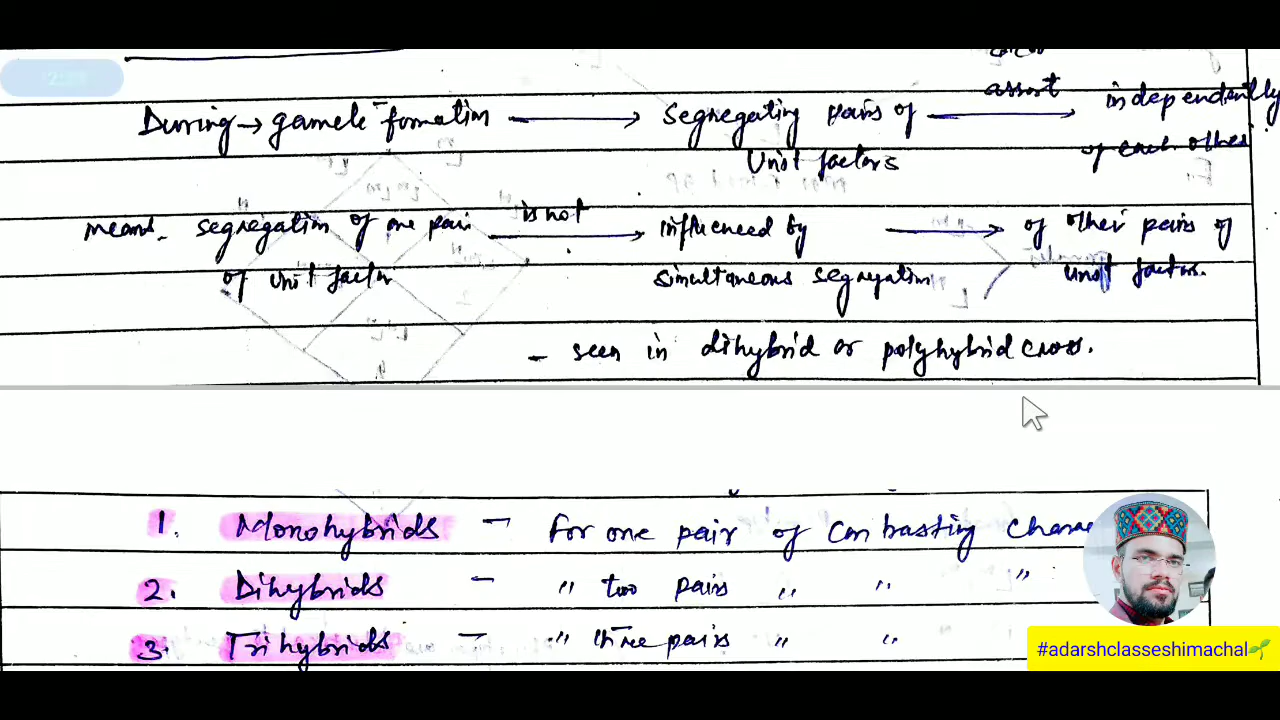 assort
During → gamete formation → Segregating pairs of → independently
Unit factors of each other
means - segregation of one pair is not → influenced by → of other pairs of
of unit factor simultaneous segregation unit factors.
- seen in dihybrid or polyhybrid cross.
1. Monohybrids - For one pair of contrasting
2. Dihybrids - " two pairs " " "
3. Trihybrids - " three pairs " "
#adarshclasseshimachal🌱